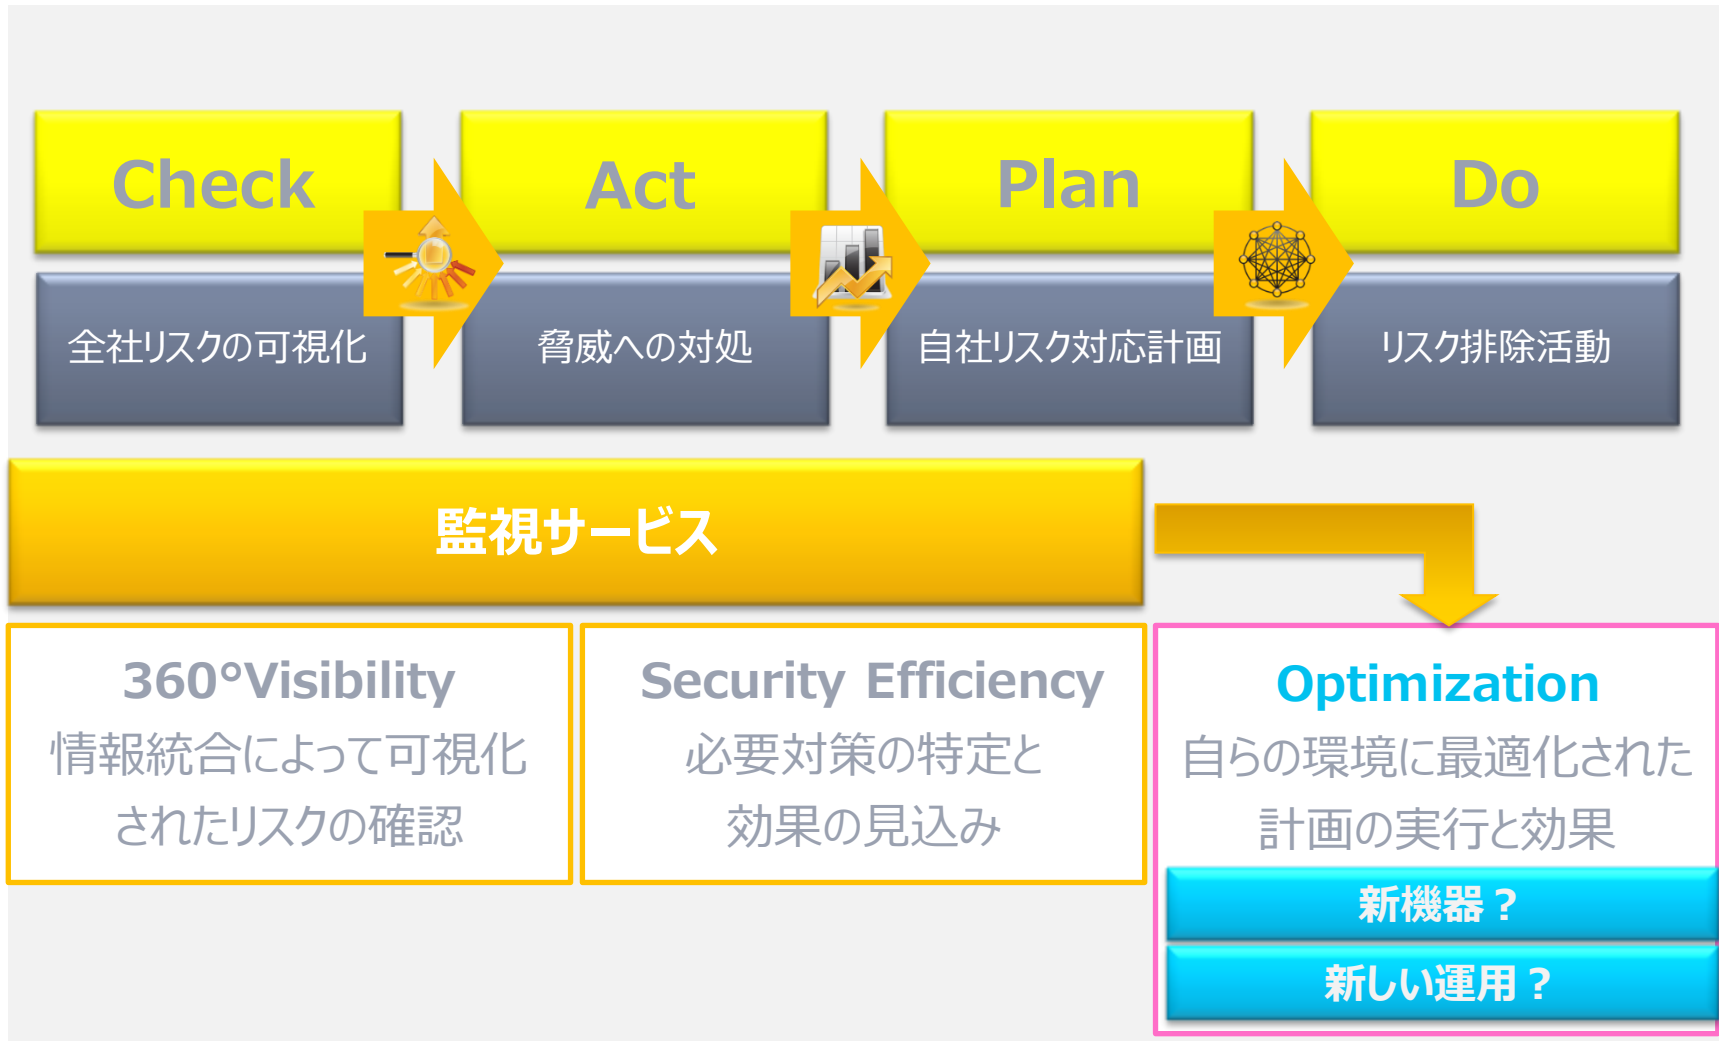 Check
Act
Plan
Do
全社リスクの可視化
脅威への対処
自社リスク対応計画
リスク排除活動
監視サービス
360°Visibility
情報統合によって可視化
されたリスクの確認
Security Efficiency
必要対策の特定と
効果の見込み
Optimization
自らの環境に最適化された
計画の実行と効果
新機器？
新しい運用？